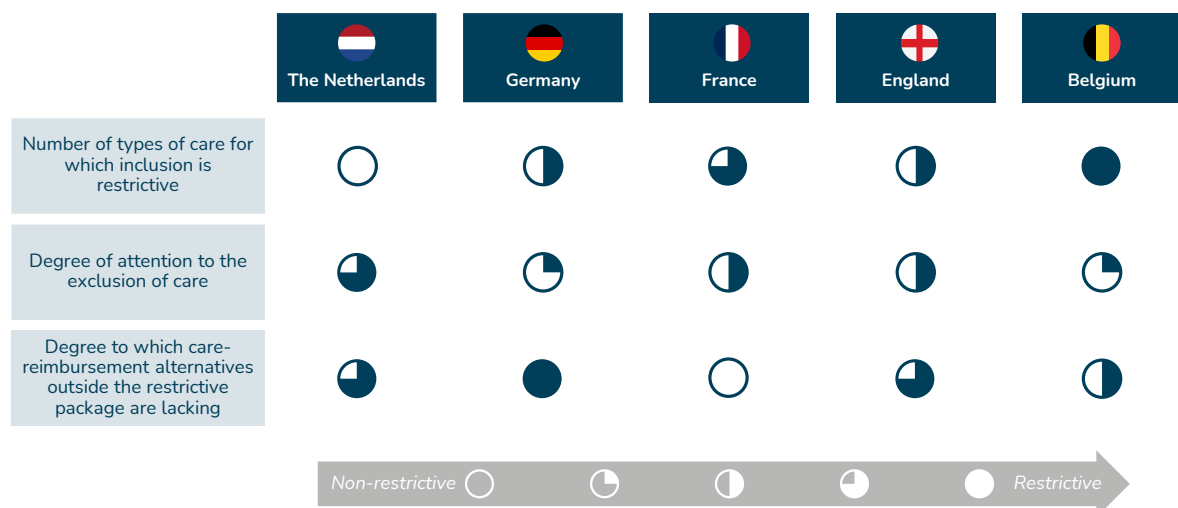 The Netherlands
Germany
France
England
Belgium
Number of types of care for
which inclusion is
restrictive
Degree of attention to the
exclusion of care
Degree to which care-
reimbursement alternatives
outside the restrictive
package are lacking
Non-restrictive
Restrictive